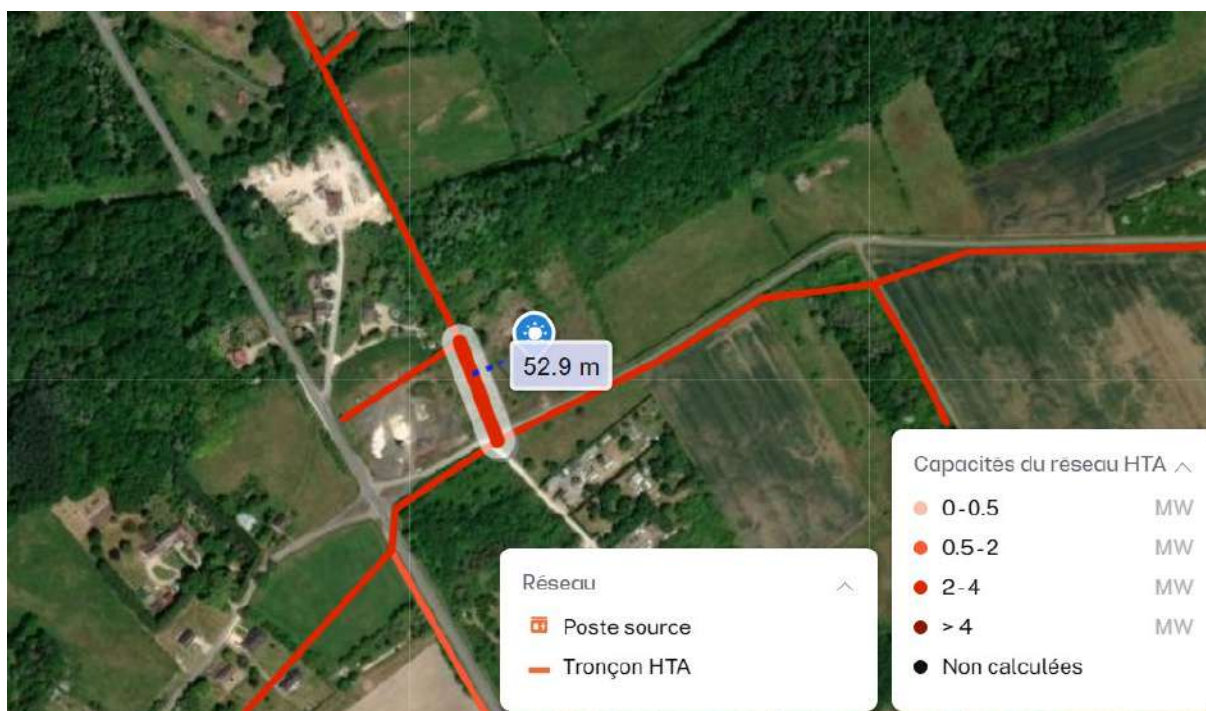 52.9 m
Capacités du réseau HTA
0-0.5 MW
0.5-2 MW
2-4 MW
> 4 MW
Non calculées
Réseau
Poste source
Tronçon HTA